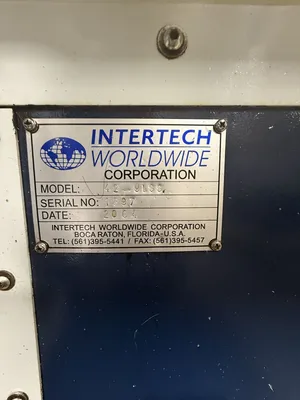 INTERTECH
WORLDWIDE
CORPORATION
MODEL:
SERIAL NO:
DATE:
INTERTECH WORLDWIDE CORPORATION
BOCA RATON, FLORIDA-U.S.A.
TEL: (561)395-5441 / FAX: (561)395-5457